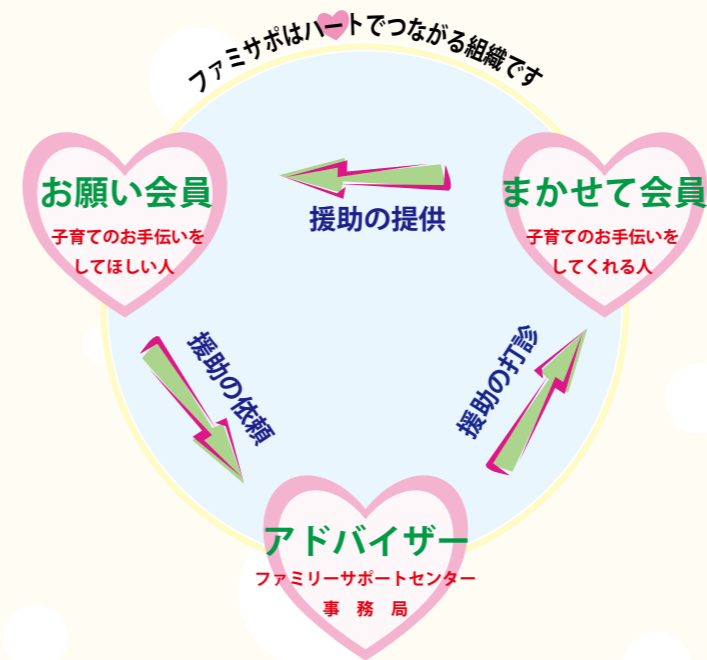 ファミサポはハートでつながる組織です
お願い会員
子育てのお手伝いを
してほしい人
援助の提供
まかせて会員
子育てのお手伝いを
してくれる人
援助の依頼
援助の打診
アドバイザー
ファミリーサポートセンター
事 務 局